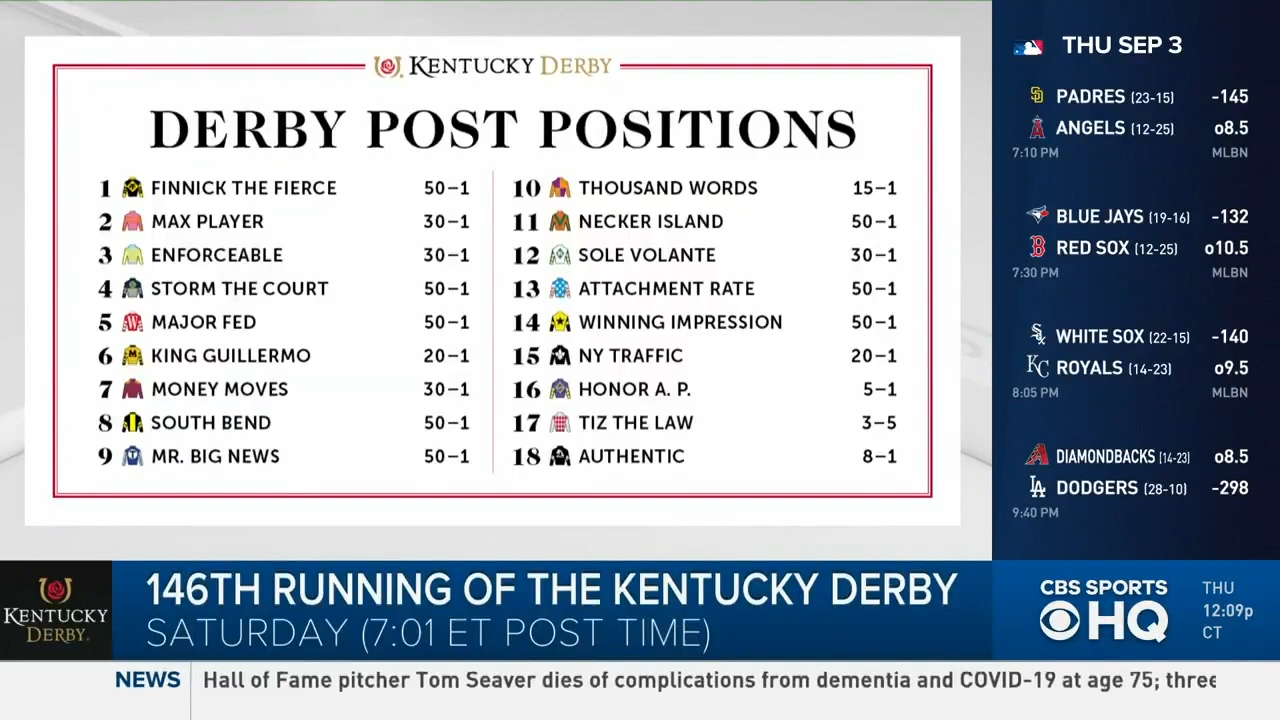 KENTUCKY DERBY
DERBY POST POSITIONS
1 FINNICK THE FIERCE 50–1
2 MAX PLAYER 30–1
3 ENFORCEABLE 30–1
4 STORM THE COURT 50–1
5 MAJOR FED 50–1
6 KING GUILLERMO 20–1
7 MONEY MOVES 30–1
8 SOUTH BEND 50–1
9 MR. BIG NEWS 50–1
10 THOUSAND WORDS 15–1
11 NECKER ISLAND 50–1
12 SOLE VOLANTE 30–1
13 ATTACHMENT RATE 50–1
14 WINNING IMPRESSION 50–1
15 NY TRAFFIC 20–1
16 HONOR A. P. 5–1
17 TIZ THE LAW 3–5
18 AUTHENTIC 8–1
THU SEP 3
PADRES (23-15) -145
ANGELS (12-25) o8.5
7:10 PM MLBN
BLUE JAYS (19-16) -132
RED SOX (12-25) o10.5
7:30 PM MLBN
WHITE SOX (22-15) -140
KC ROYALS (14-23) o9.5
8:05 PM MLBN
DIAMONDBACKS (14-23) o8.5
LA DODGERS (28-10) -298
9:40 PM
KENTUCKY
DERBY
146TH RUNNING OF THE KENTUCKY DERBY
SATURDAY (7:01 ET POST TIME)
CBS SPORTS
HQ
THU
12:09p
CT
NEWS Hall of Fame pitcher Tom Seaver dies of complications from dementia and COVID-19 at age 75; three